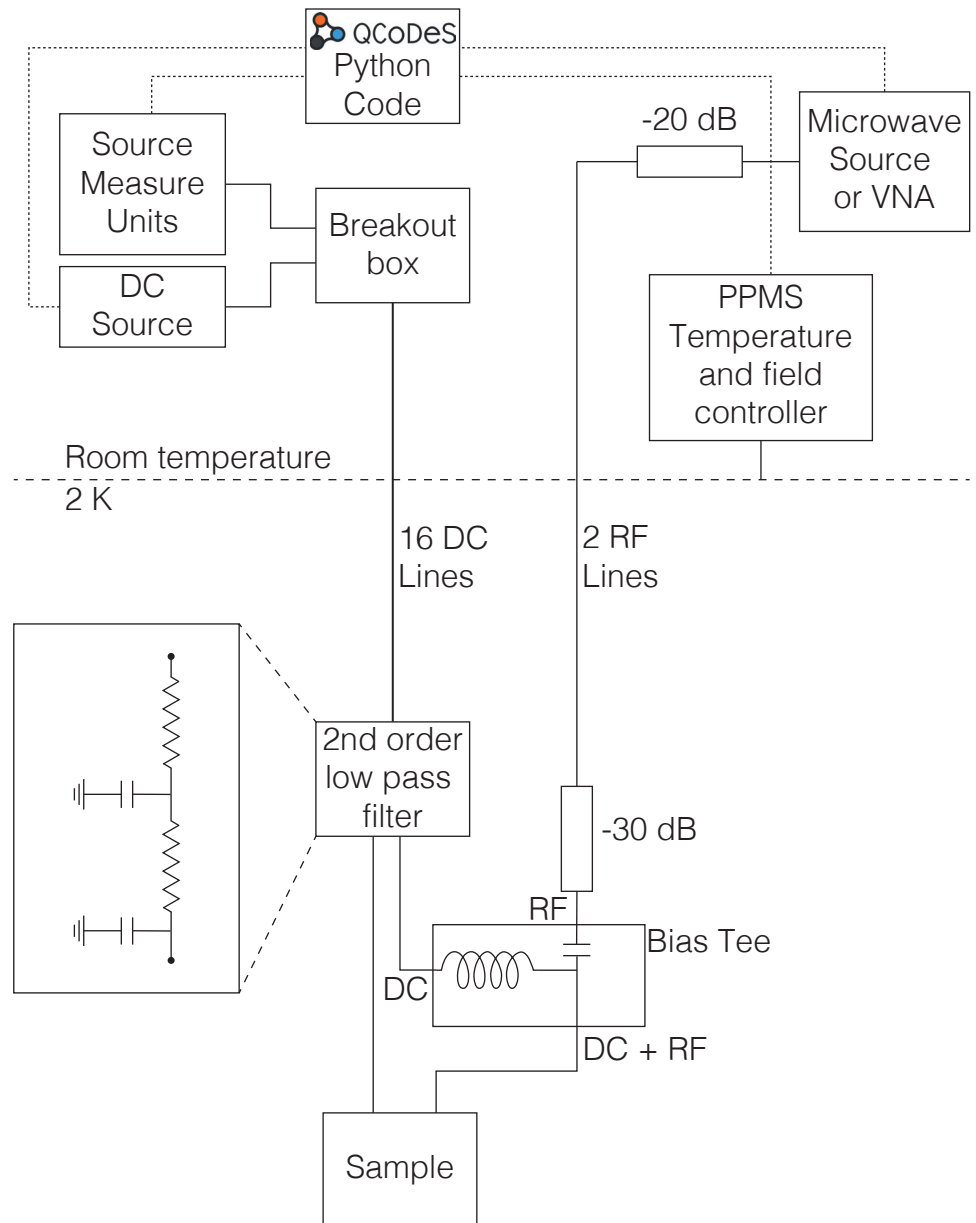 QCoDeS
Python
Code
-20 dB
Microwave
Source
or VNA
Source
Measure
Units
Breakout
box
DC
Source
PPMS
Temperature
and field
controller
Room temperature
2 K
16 DC
Lines
2 RF
Lines
2nd order
low pass
filter
-30 dB
RF
Bias Tee
DC
DC + RF
Sample